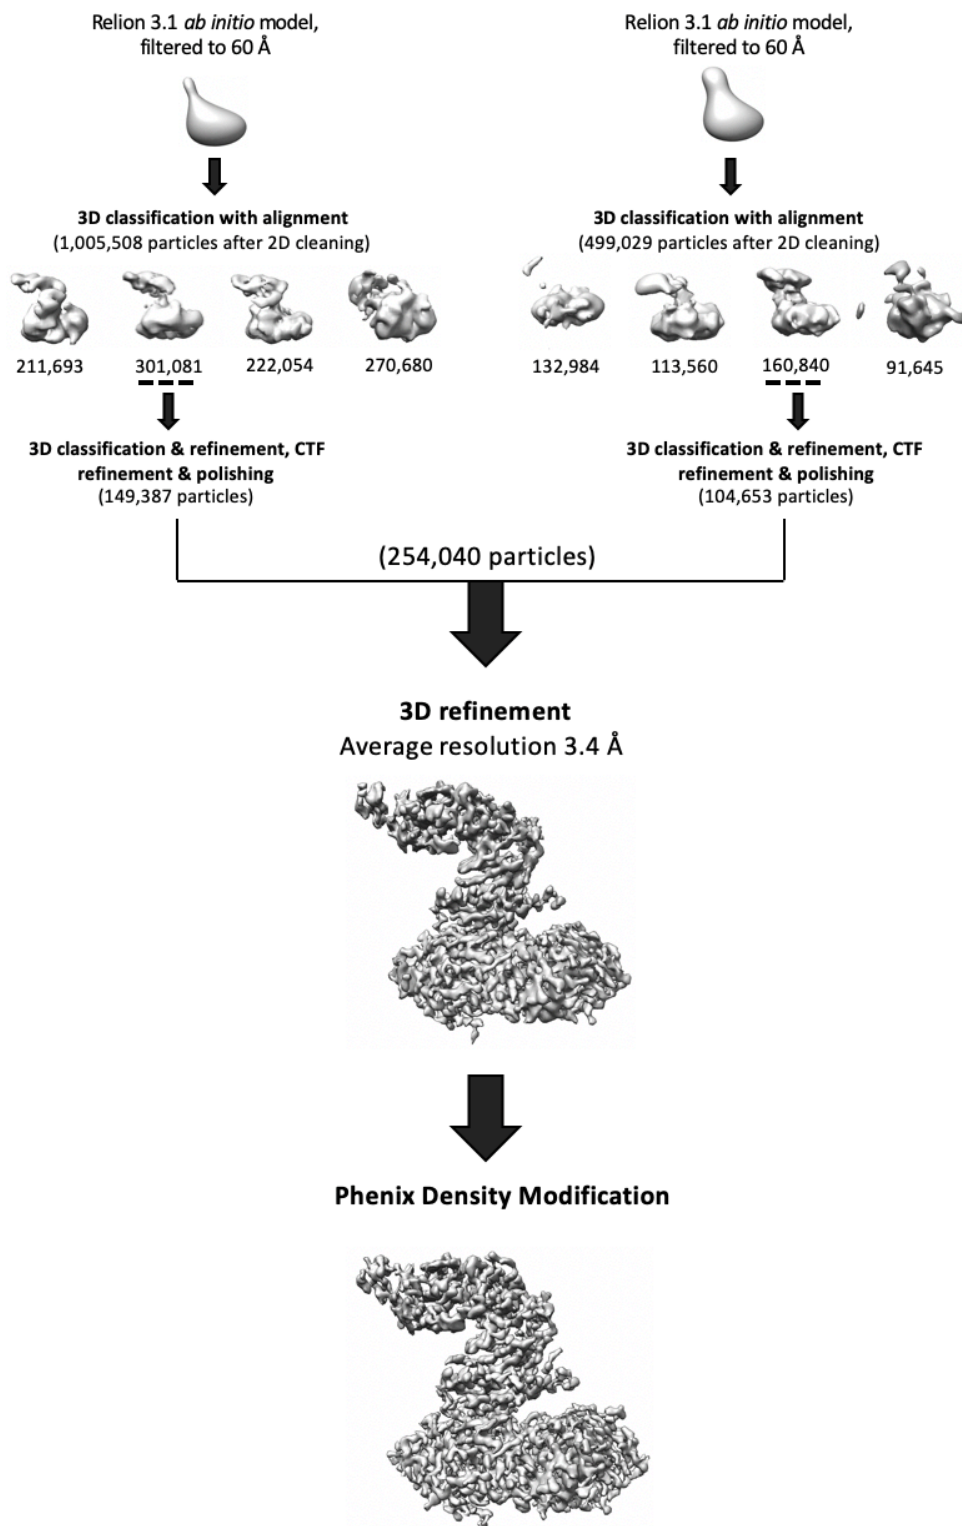 Relion 3.1 ab initio model,
filtered to 60 Å
3D classification with alignment
(1,005,508 particles after 2D cleaning)
211,693
301,081
222,054
270,680
3D classification & refinement, CTF
refinement & polishing
(149,387 particles)
Relion 3.1 ab initio model,
filtered to 60 Å
3D classification with alignment
(499,029 particles after 2D cleaning)
132,984
113,560
160,840
91,645
3D classification & refinement, CTF
refinement & polishing
(104,653 particles)
(254,040 particles)
3D refinement
Average resolution 3.4 Å
Phenix Density Modification